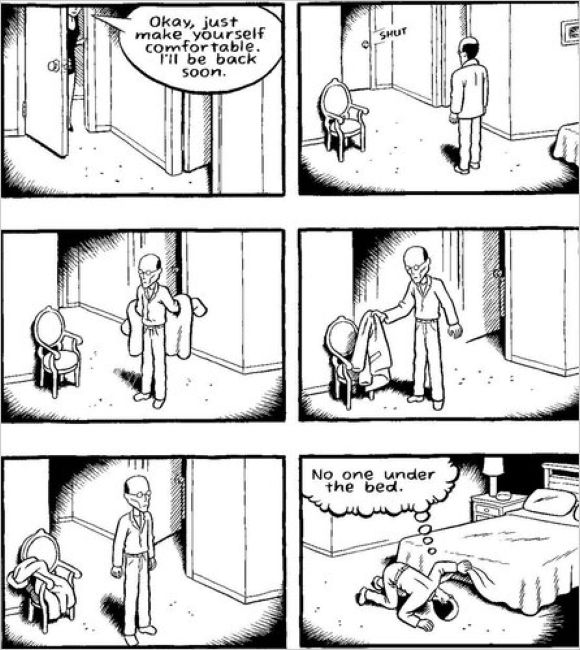 Okay, just
make yourself
comfortable.
I'll be back
soon.
SHUT
No one under
the bed.